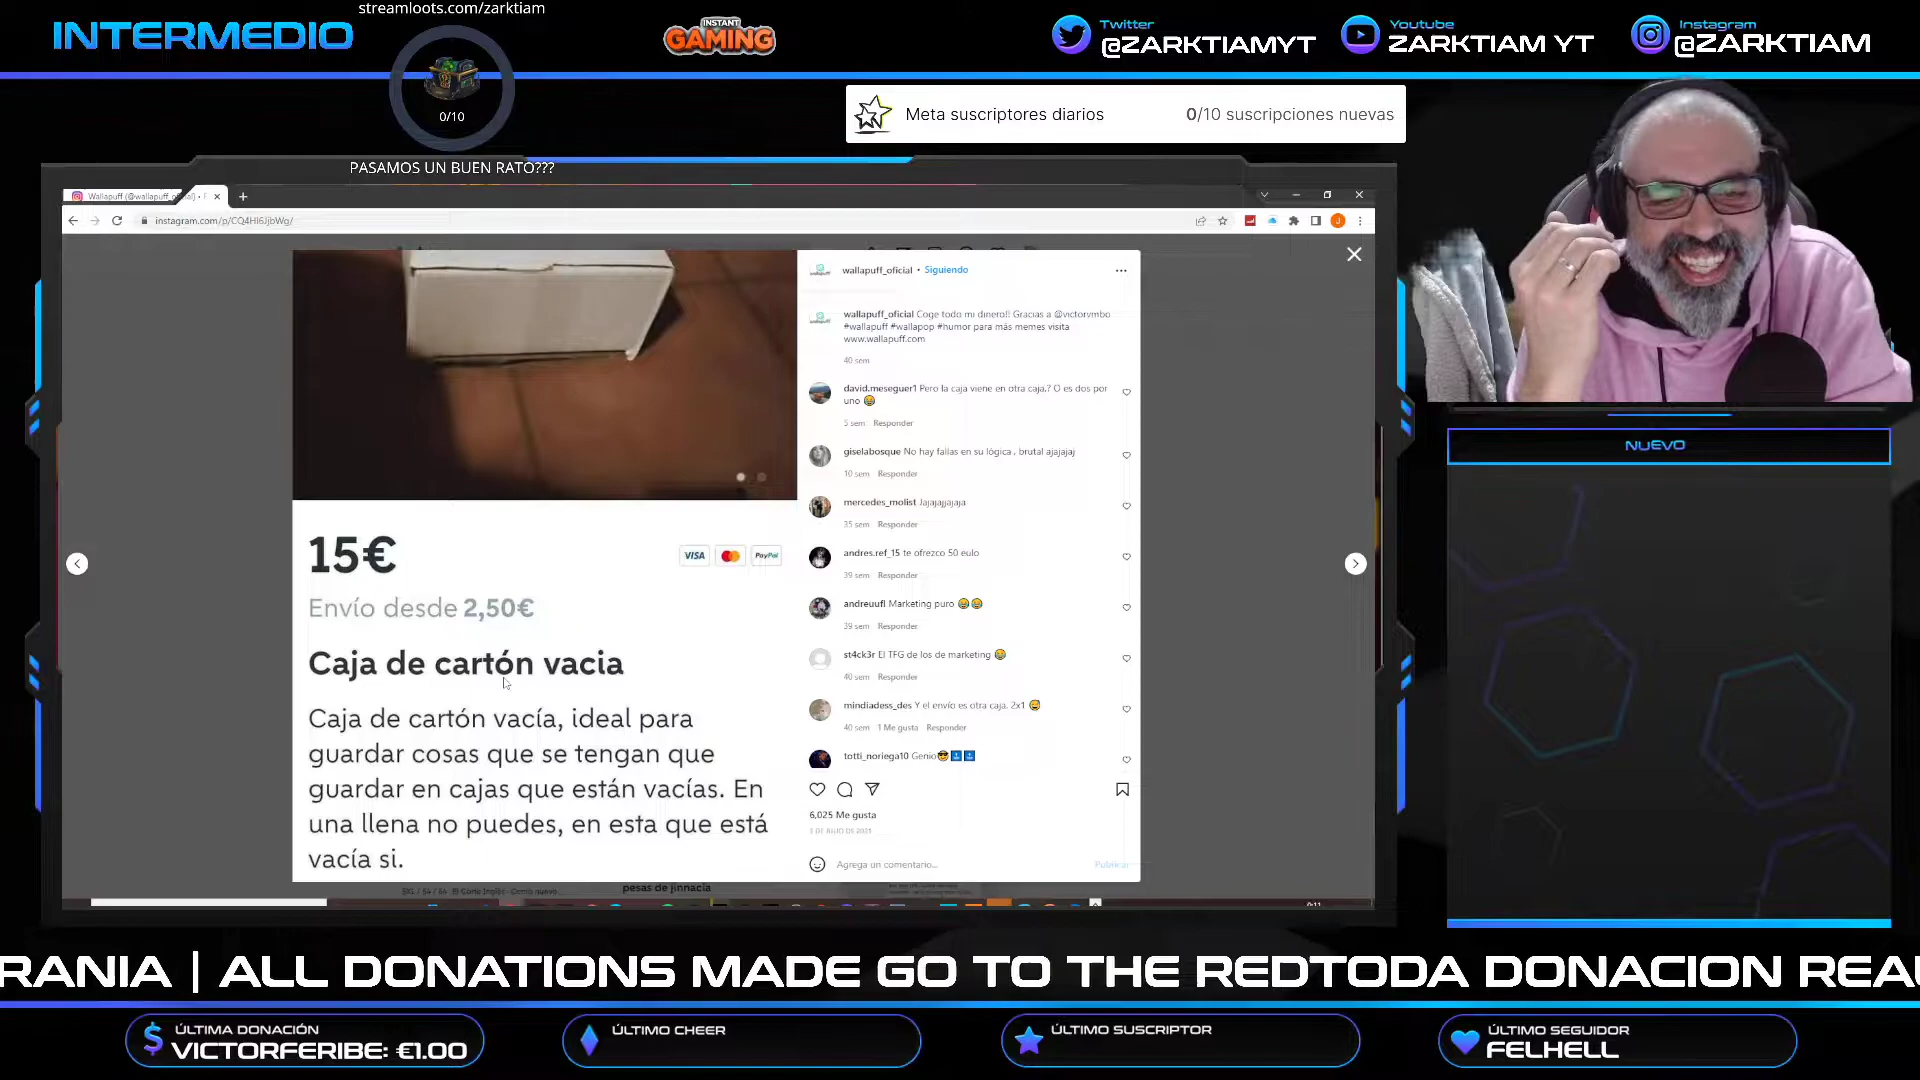 streamloots.com/zarktiam
INTERMEDIO
INSTANT
GAMING
Twitter
@ZARKTIAMYT
Youtube
ZARKTIAM YT
Instagram
@ZARKTIAM
0/10
Meta suscriptores diarios
0/10 suscripciones nuevas
PASAMOS UN BUEN RATO???
instagram.com/p/CQ4Hl6JjbWg/
wallapuff_oficial • Siguiendo
wallapuff_oficial Coge todo mi dinero!! Gracias a @victorvmbo
#wallapuff #wallapop #humor para más memes visita
www.wallapuff.com
40 sem
david.meseguer1 Pero la caja viene en otra caja.? O es dos por
uno 😂
5 sem Responder
giselabosque No hay fallas en su lógica , brutal ajajajaj
10 sem Responder
mercedes_molist Jajajajjajaja
35 sem Responder
andres.ref_15 te ofrezco 50 eulo
39 sem Responder
andreuufl Marketing puro 😂😂
39 sem Responder
st4ck3r El TFG de los de marketing 😂
40 sem Responder
mindiadess_des Y el envío es otra caja. 2x1 😅
40 sem 1 Me gusta Responder
totti_noriega10 Genio😎
6,025 Me gusta
Agrega un comentario...
Publicar
15€
VISA
PayPal
Envío desde 2,50€
Caja de cartón vacia
Caja de cartón vacía, ideal para
guardar cosas que se tengan que
guardar en cajas que están vacías. En
una llena no puedes, en esta que está
vacía si.
pesas de jinnacia
NUEVO
RANIA | ALL DONATIONS MADE GO TO THE REDTODA DONACION REA
ÚLTIMA DONACIÓN
VICTORFERIBE: €1.00
ÚLTIMO CHEER
ÚLTIMO SUSCRIPTOR
ÚLTIMO SEGUIDOR
FELHELL